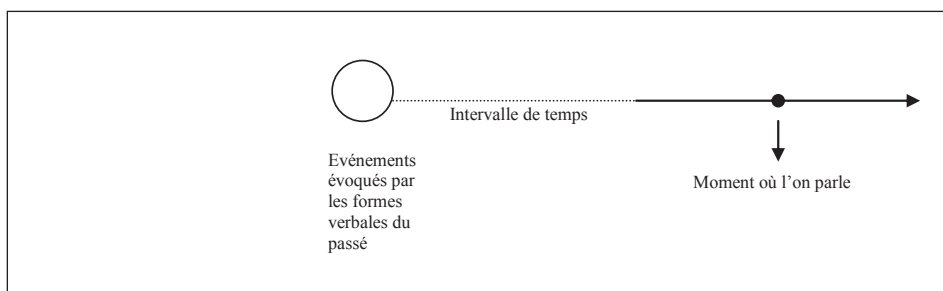 Intervalle de temps
Evénements
évoqués par
les formes
verbales du
passé
Moment où l’on parle